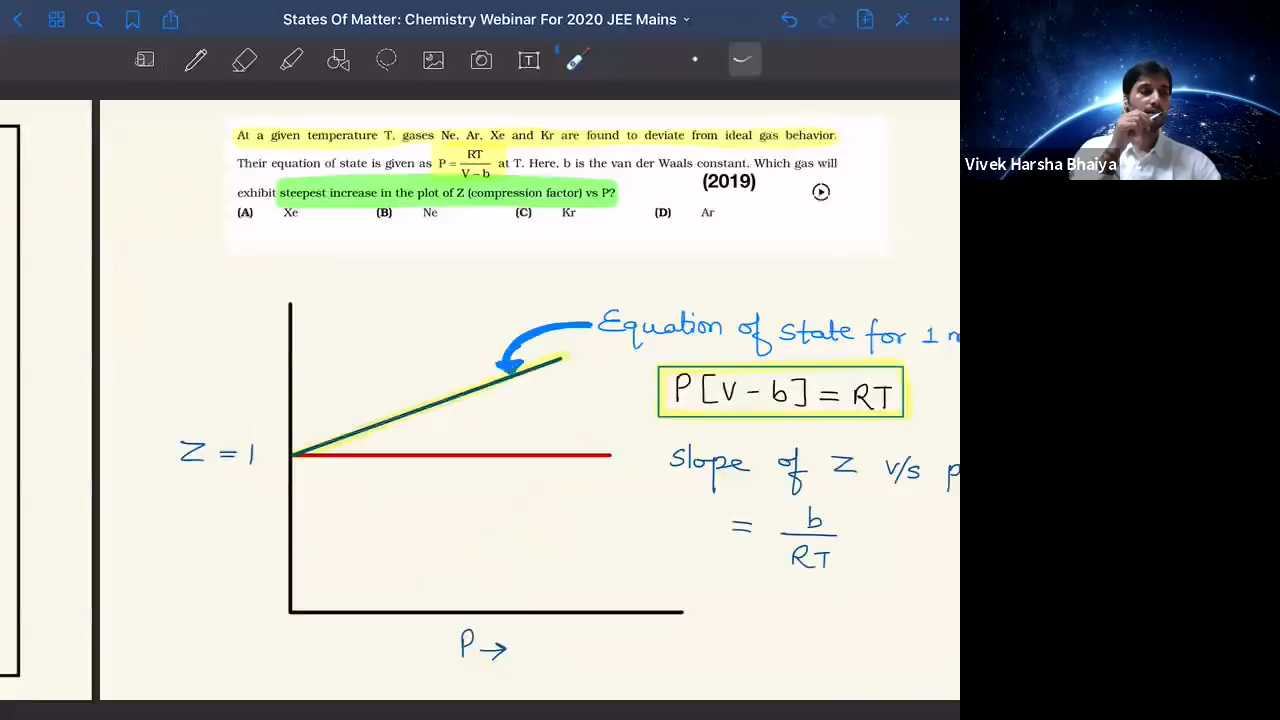 States Of Matter: Chemistry Webinar For 2020 JEE Mains
T
At a given temperature T, gases Ne, Ar, Xe and Kr are found to deviate from ideal gas behavior.
Their equation of state is given as P = RT / V – b at T. Here, b is the van der Waals constant. Which gas will
exhibit steepest increase in the plot of Z (compression factor) vs P?
(2019)
(A) Xe (B) Ne (C) Kr (D) Ar
Vivek Harsha Bhaiya
Equation of state for 1
P[V - b] = RT
Slope of Z v/s p
= b / RT
Z = 1
P →